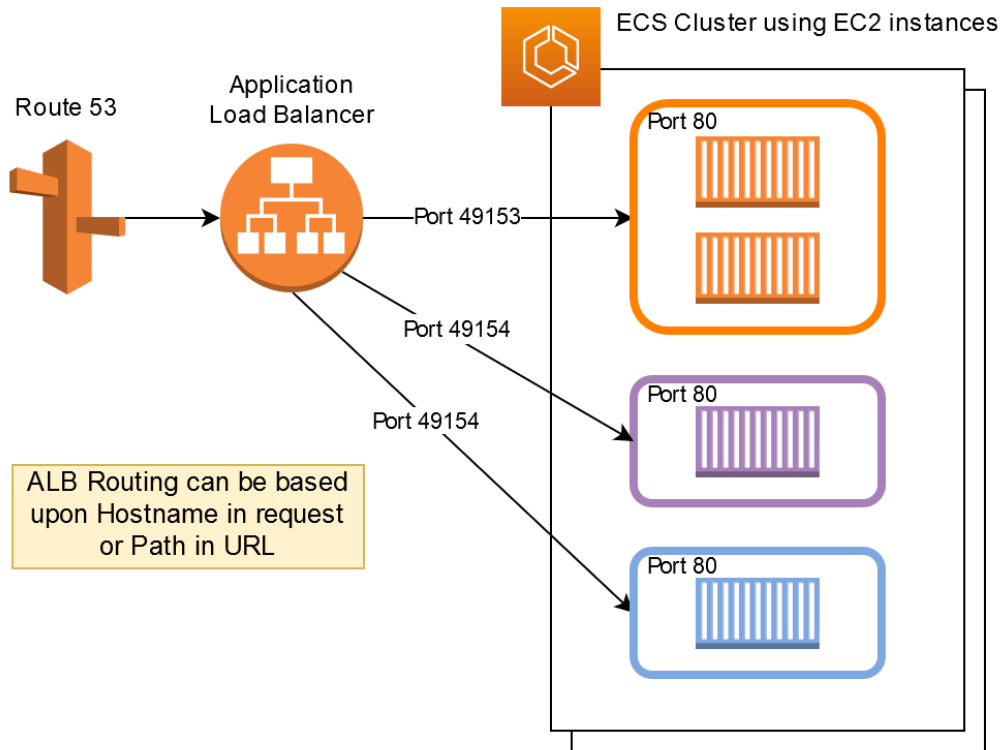 ECS Cluster using EC2 instances
Application
Load Balancer
Route 53
Port 80
Port 49153
Port 49154
Port 80
Port 49154
ALB Routing can be based
upon Hostname in request
or Path in URL
Port 80